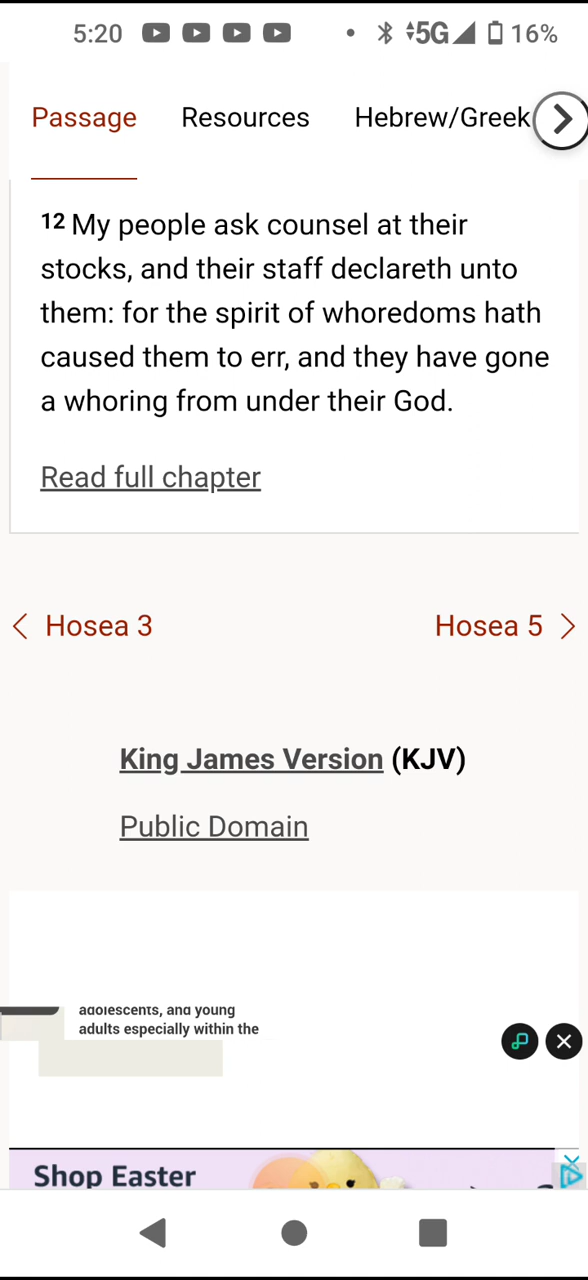 5:20 5G 16%
Passage Resources Hebrew/Greek
12 My people ask counsel at their
stocks, and their staff declareth unto
them: for the spirit of whoredoms hath
caused them to err, and they have gone
a whoring from under their God.
Read full chapter
Hosea 3 Hosea 5
King James Version (KJV)
Public Domain
adolescents, and young
adults especially within the
Shop Easter